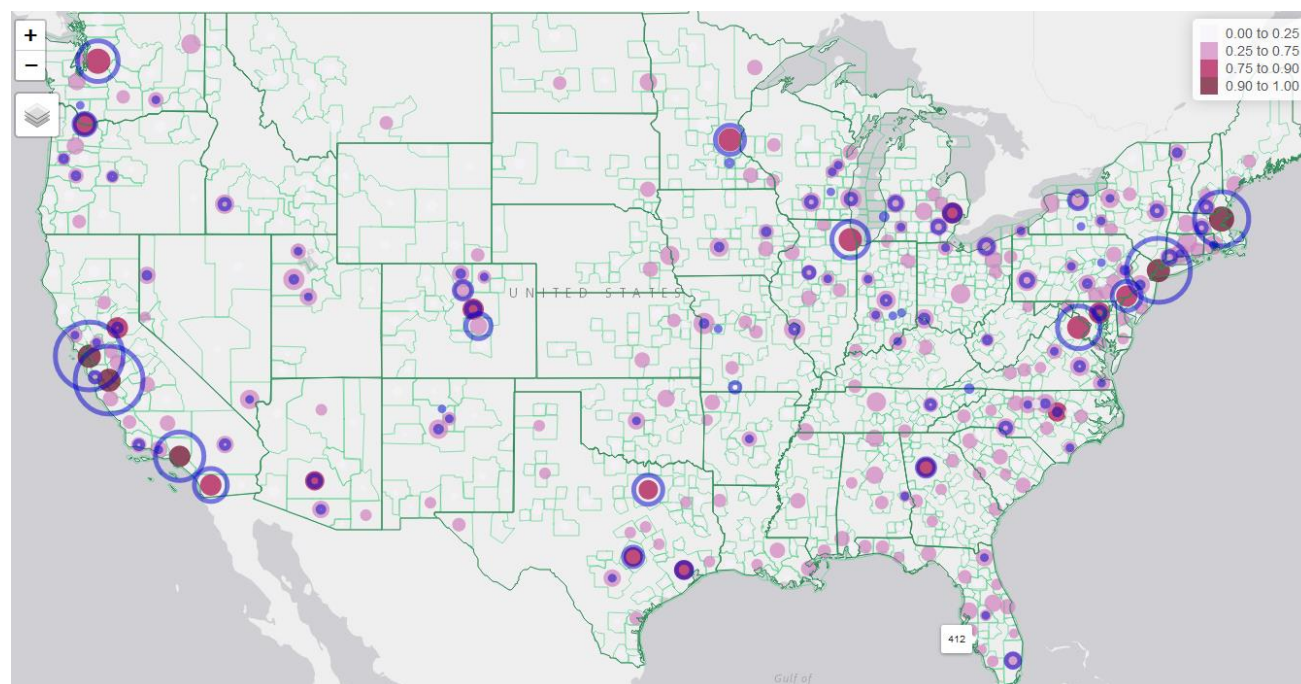 +
−
0.00 to 0.25
0.25 to 0.75
0.75 to 0.90
0.90 to 1.00
UNITED STATES
412
Gulf of